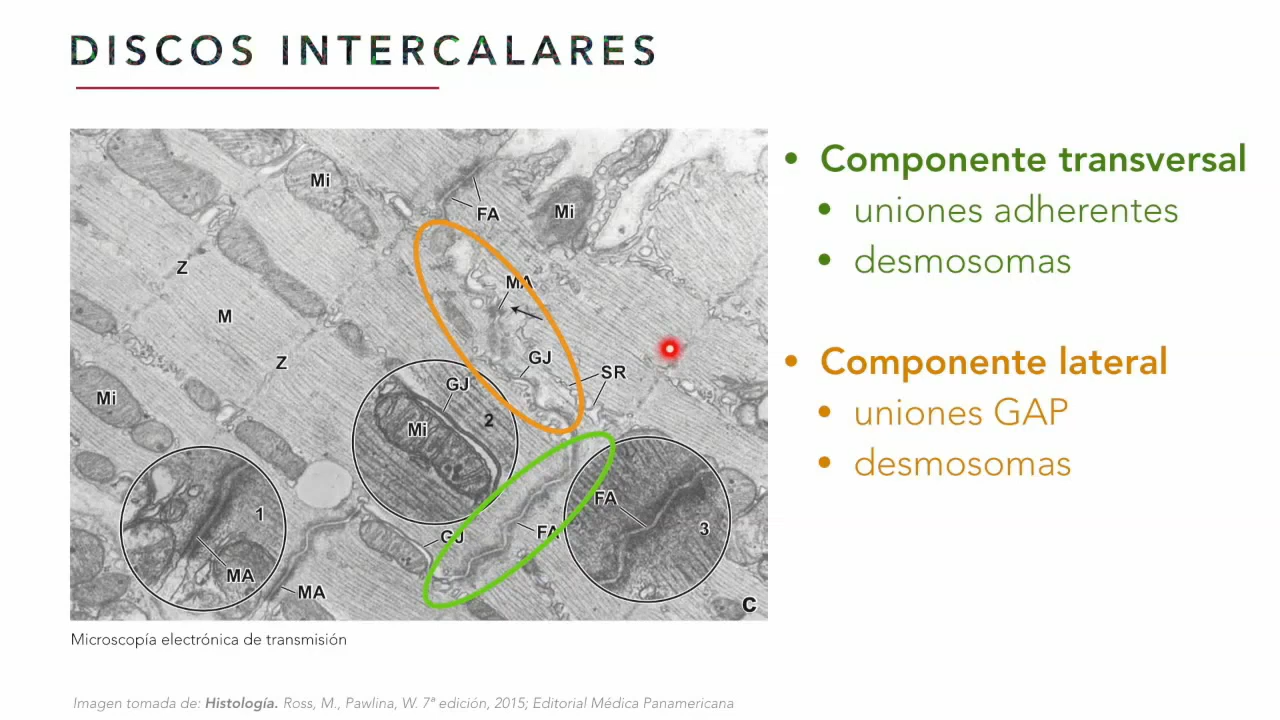 DISCOS INTERCALARES
Mi
FA
Mi
Z
MA
M
GJ
Z
SR
GJ
Mi
2
Mi
FA
1
3
FA
GJ
MA
MA
C
Microscopía electrónica de transmisión
• Componente transversal
• uniones adherentes
• desmosomas
• Componente lateral
• uniones GAP
• desmosomas
Imagen tomada de: Histología. Ross, M., Pawlina, W. 7ª edición, 2015; Editorial Médica Panamericana